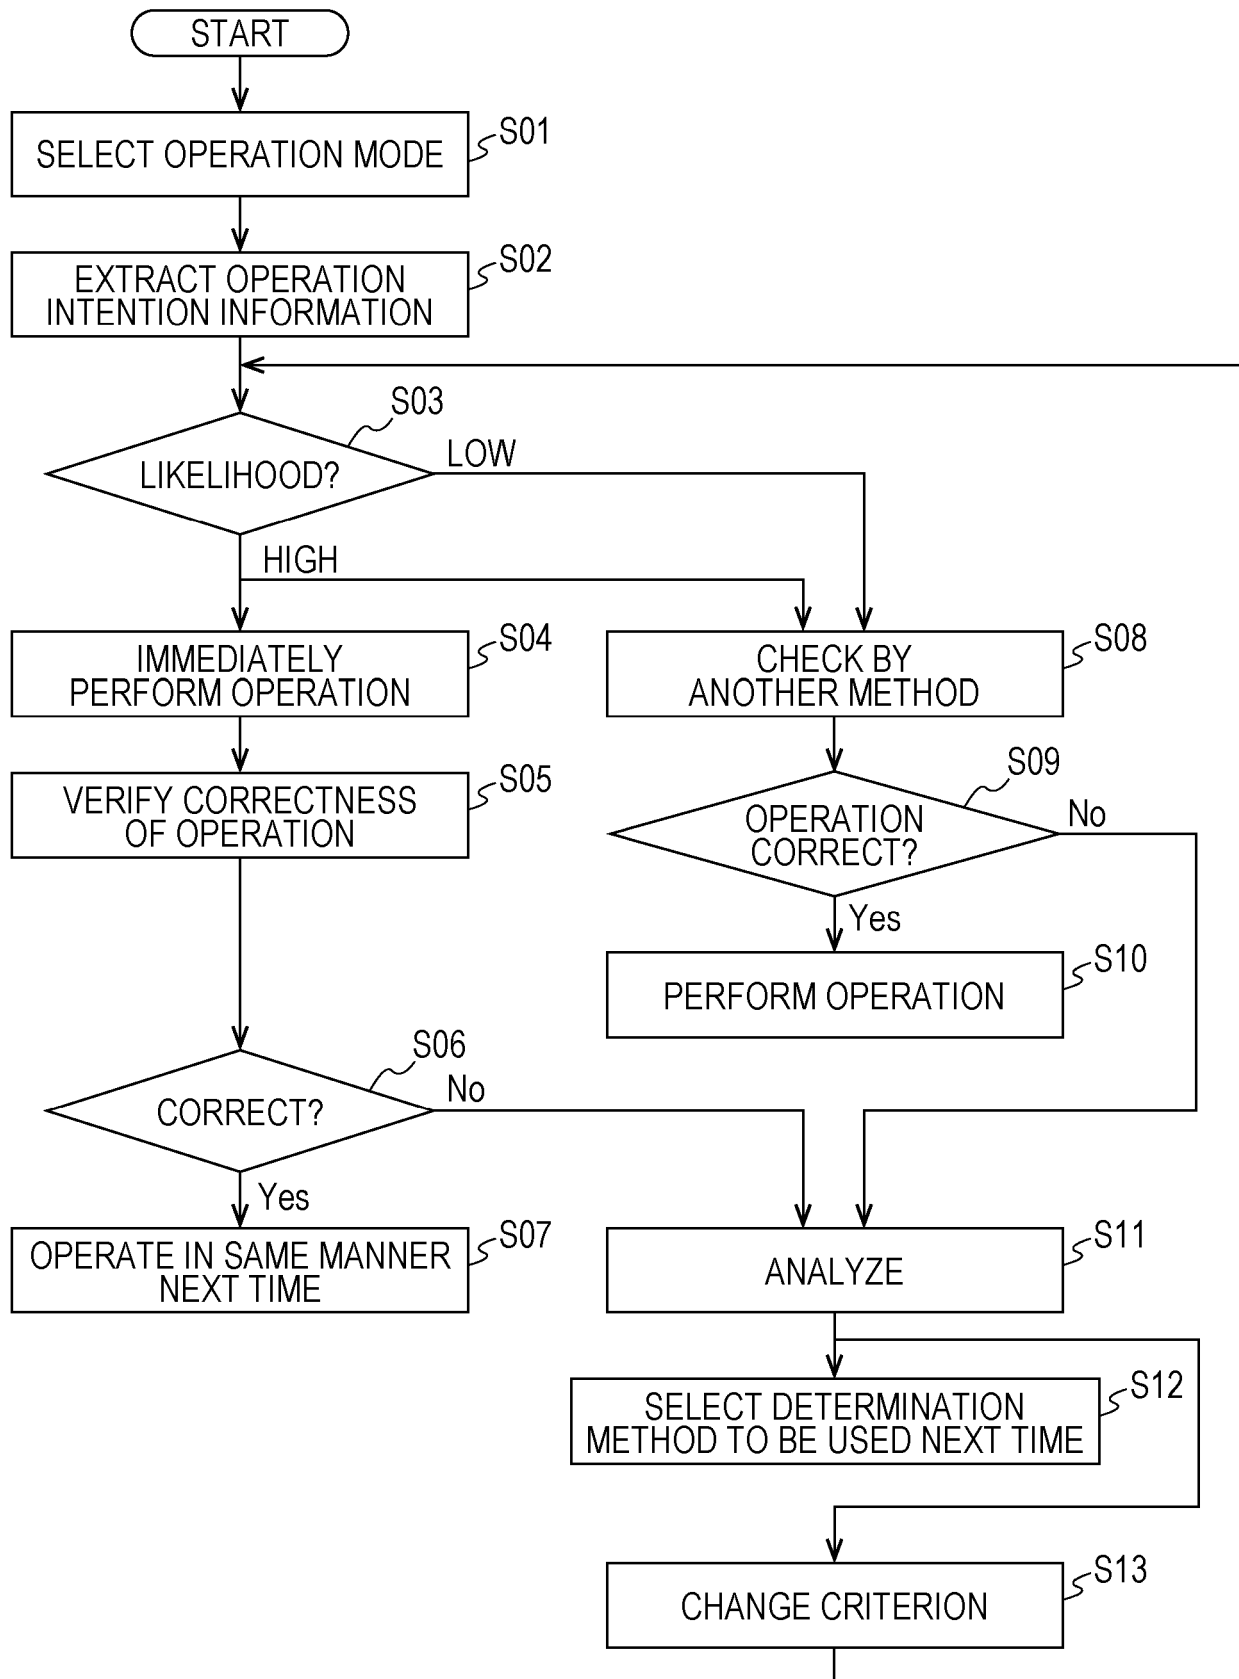 START
SELECT OPERATION MODE
S01
EXTRACT OPERATION
INTENTION INFORMATION
S02
LIKELIHOOD?
S03
LOW
HIGH
IMMEDIATELY
PERFORM OPERATION
S04
CHECK BY
ANOTHER METHOD
S08
VERIFY CORRECTNESS
OF OPERATION
S05
OPERATION
CORRECT?
S09
No
Yes
PERFORM OPERATION
S10
CORRECT?
S06
No
Yes
OPERATE IN SAME MANNER
NEXT TIME
S07
ANALYZE
S11
SELECT DETERMINATION
METHOD TO BE USED NEXT TIME
S12
CHANGE CRITERION
S13